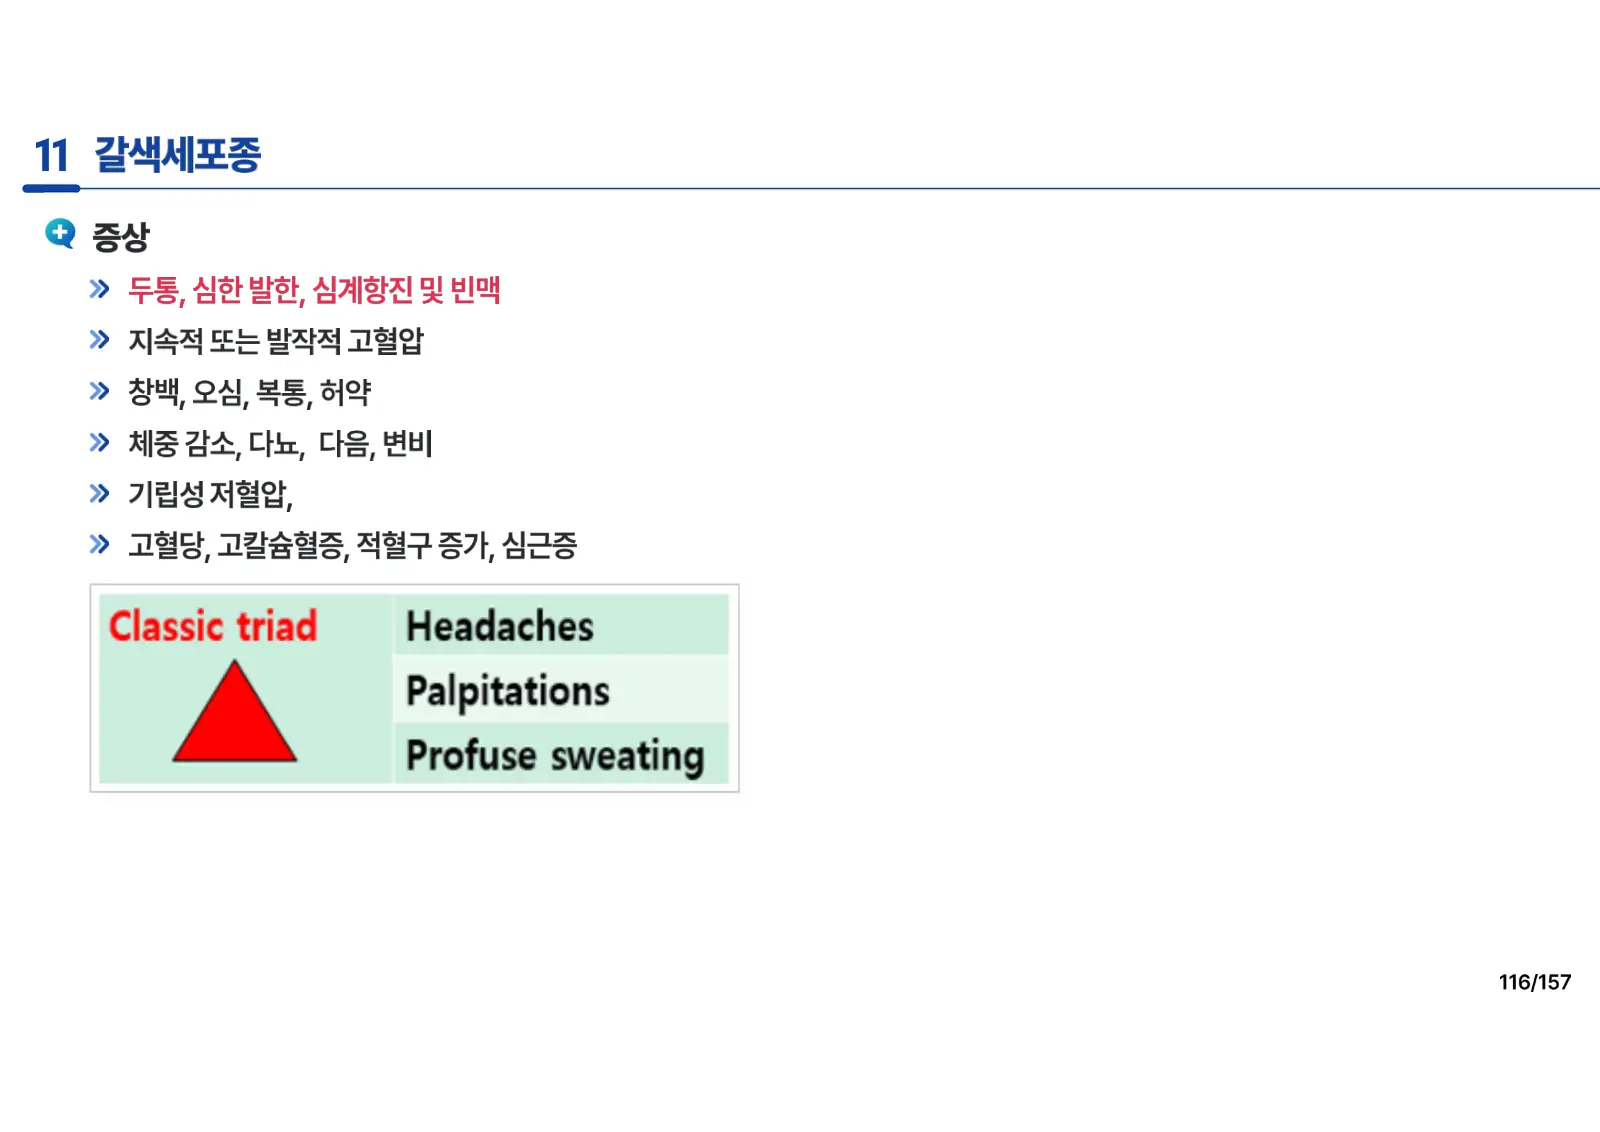 11 갈색세포종
증상
두통, 심한 발한, 심계항진 및 빈맥
지속적 또는 발작적 고혈압
창백, 오심, 복통, 허약
체중 감소, 다뇨, 다음, 변비
기립성 저혈압,
고혈당, 고칼슘혈증, 적혈구 증가, 심근증
Classic triad
Headaches
Palpitations
Profuse sweating
116/157